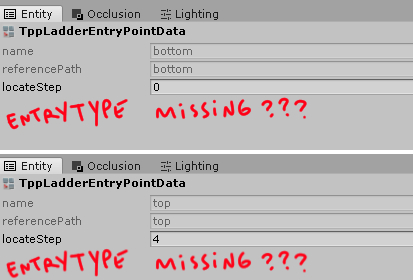 Entity Occlusion Lighting
TppLadderEntryPointData
name bottom
referencePath bottom
locateStep 0
ENTRYTYPE MISSING ???
Entity Occlusion Lighting
TppLadderEntryPointData
name top
referencePath top
locateStep 4
ENTRYTYPE MISSING ???